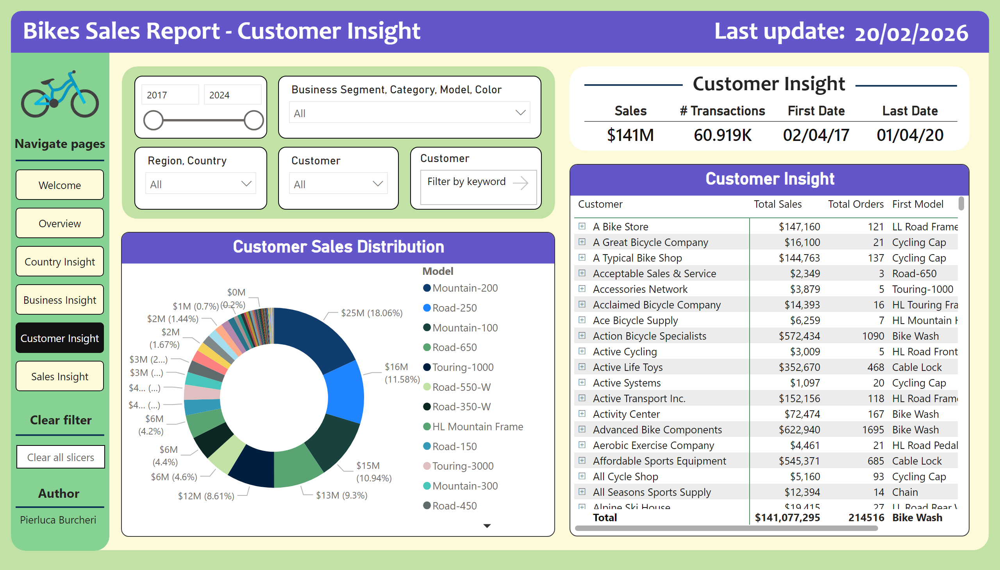 Bikes Sales Report - Customer Insight
Last update: 20/02/2026
Navigate pages
Welcome
Overview
Country Insight
Business Insight
Customer Insight
Sales Insight
Clear filter
Clear all slicers
Author
Pierluca Burcheri
2017 2024
Business Segment, Category, Model, Color
All
Region, Country
All
Customer
All
Customer
Filter by keyword
Customer Insight
Sales # Transactions First Date Last Date
$141M 60.919K 02/04/17 01/04/20
Customer Sales Distribution
$0M
(0.2%)
$1M (0.7%)
$2M (1.44%)
$2M
(1.67%)
$3M (2...)
$3M (...)
$4... (...)
$4... (...)
$6M
(4.2%)
$6M
(4.4%)
$6M (4.6%)
$12M (8.61%)
$13M (9.3%)
$15M
(10.94%)
$16M
(11.58%)
$25M (18.06%)
Model
Mountain-200
Road-250
Mountain-100
Road-650
Touring-1000
Road-550-W
Road-350-W
HL Mountain Frame
Road-150
Touring-3000
Mountain-300
Road-450
Customer Insight
Customer Total Sales Total Orders First Model
A Bike Store $147,160 121 LL Road Frame
A Great Bicycle Company $16,100 21 Cycling Cap
A Typical Bike Shop $144,763 137 Cycling Cap
Acceptable Sales & Service $2,349 3 Road-650
Accessories Network $3,879 5 Touring-1000
Acclaimed Bicycle Company $14,393 16 HL Touring Fra
Ace Bicycle Supply $6,259 7 HL Mountain
Action Bicycle Specialists $572,434 1090 Bike Wash
Active Cycling $3,009 5 HL Road Front
Active Life Toys $352,670 468 Cable Lock
Active Systems $1,097 20 Cycling Cap
Active Transport Inc. $152,156 118 HL Road Frame
Activity Center $72,474 167 Bike Wash
Advanced Bike Components $622,940 1695 Bike Wash
Aerobic Exercise Company $4,461 21 HL Road Pedal
Affordable Sports Equipment $545,371 685 Cable Lock
All Cycle Shop $5,160 93 Cycling Cap
All Seasons Sports Supply $12,394 14 Chain
Alpine Ski House $19,415 27 LL Road Rear
Total $141,077,295 214516 Bike Wash